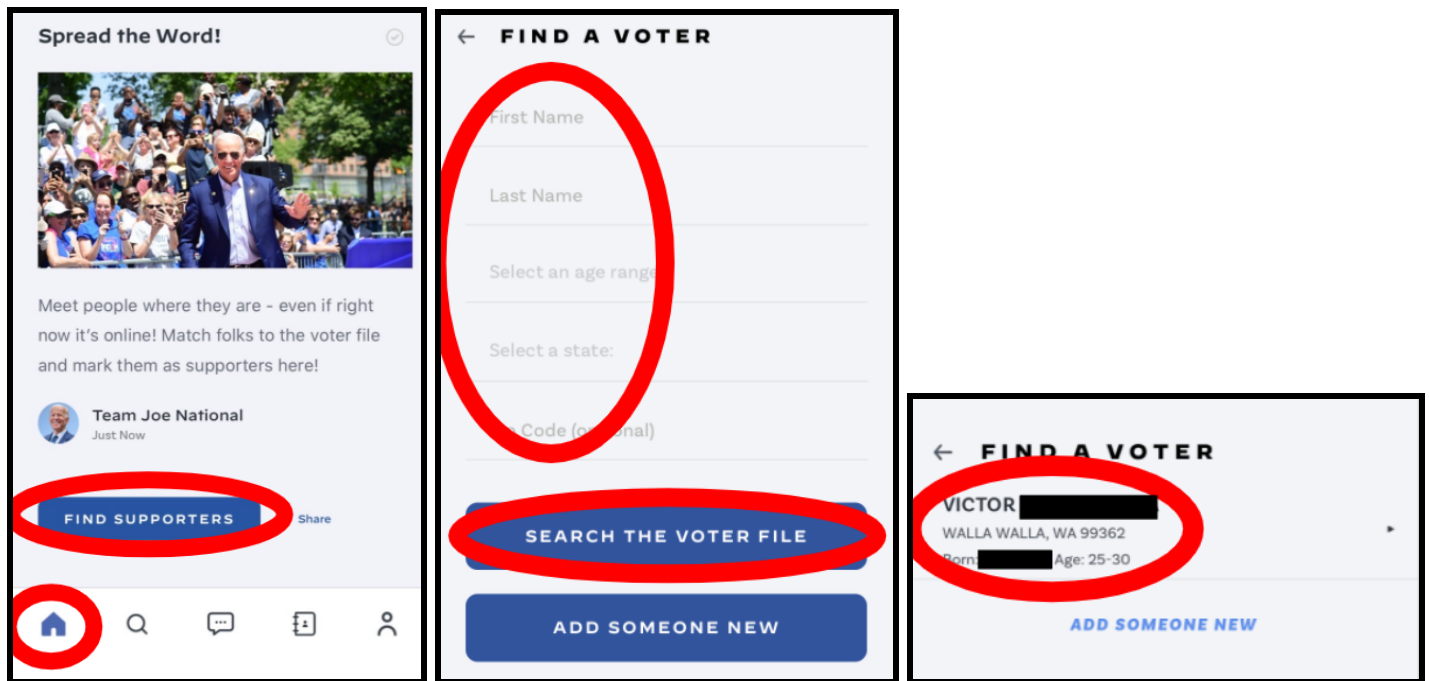 Spread the Word!
Meet people where they are - even if right
now it's online! Match folks to the voter file
and mark them as supporters here!
Team Joe National
Just Now
FIND SUPPORTERS
Share
FIND A VOTER
First Name
Last Name
Select an age range
Select a state:
Code (optional)
SEARCH THE VOTER FILE
ADD SOMEONE NEW
FIND A VOTER
VICTOR
WALLA WALLA, WA 99362
Born: Age: 25-30
ADD SOMEONE NEW